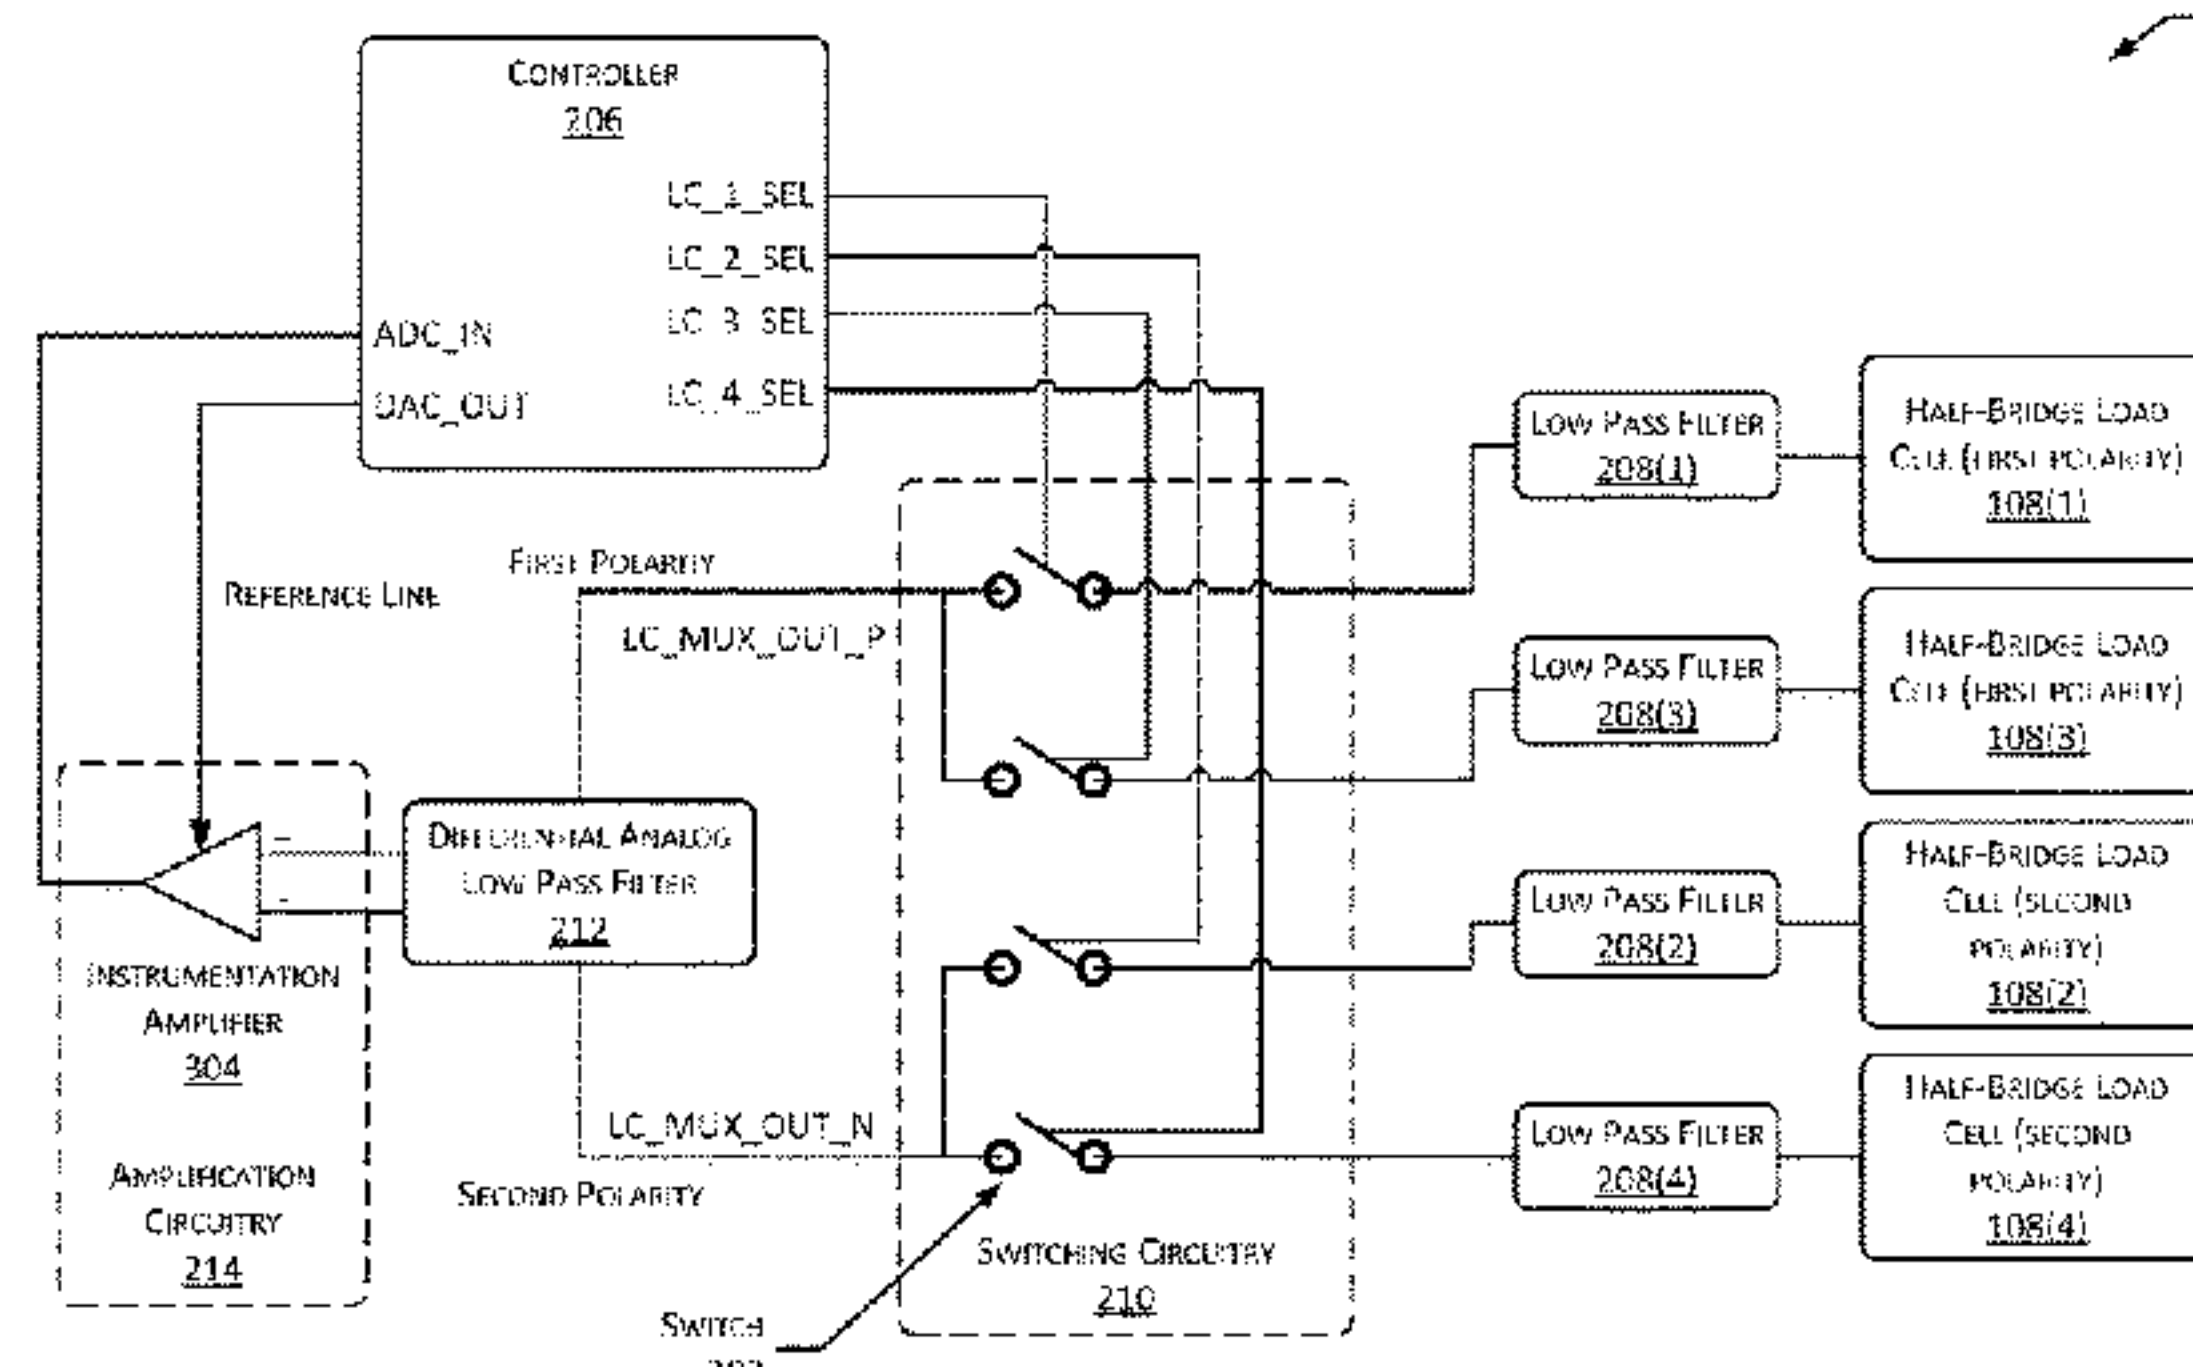 CONTROLLER
206
LC_1_SEL
LC_2_SEL
LC_3_SEL
LC_4_SEL
ADC_IN
DAC_OUT
FIRST POLARITY
REFERENCE LINE
LC_MUX_OUT_P
LOW PASS FILTER
208(1)
HALF-BRIDGE LOAD
CELL (FIRST POLARITY)
108(1)
LOW PASS FILTER
208(3)
HALF-BRIDGE LOAD
CELL (FIRST POLARITY)
108(3)
DIFFERENTIAL ANALOG
LOW PASS FILTER
212
LOW PASS FILTER
208(2)
HALF-BRIDGE LOAD
CELL (SECOND
POLARITY)
108(2)
INSTRUMENTATION
AMPLIFIER
304
LC_MUX_OUT_N
SECOND POLARITY
LOW PASS FILTER
208(4)
HALF-BRIDGE LOAD
CELL (SECOND
POLARITY)
108(4)
AMPLIFICATION
CIRCUITRY
214
SWITCHING CIRCUITRY
210
SWITCH